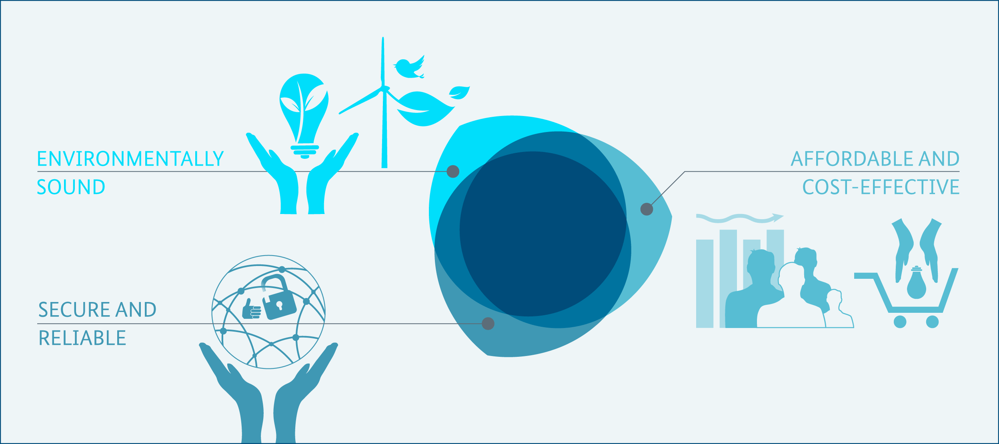 ENVIRONMENTALLY
SOUND
AFFORDABLE AND
COST-EFFECTIVE
SECURE AND
RELIABLE